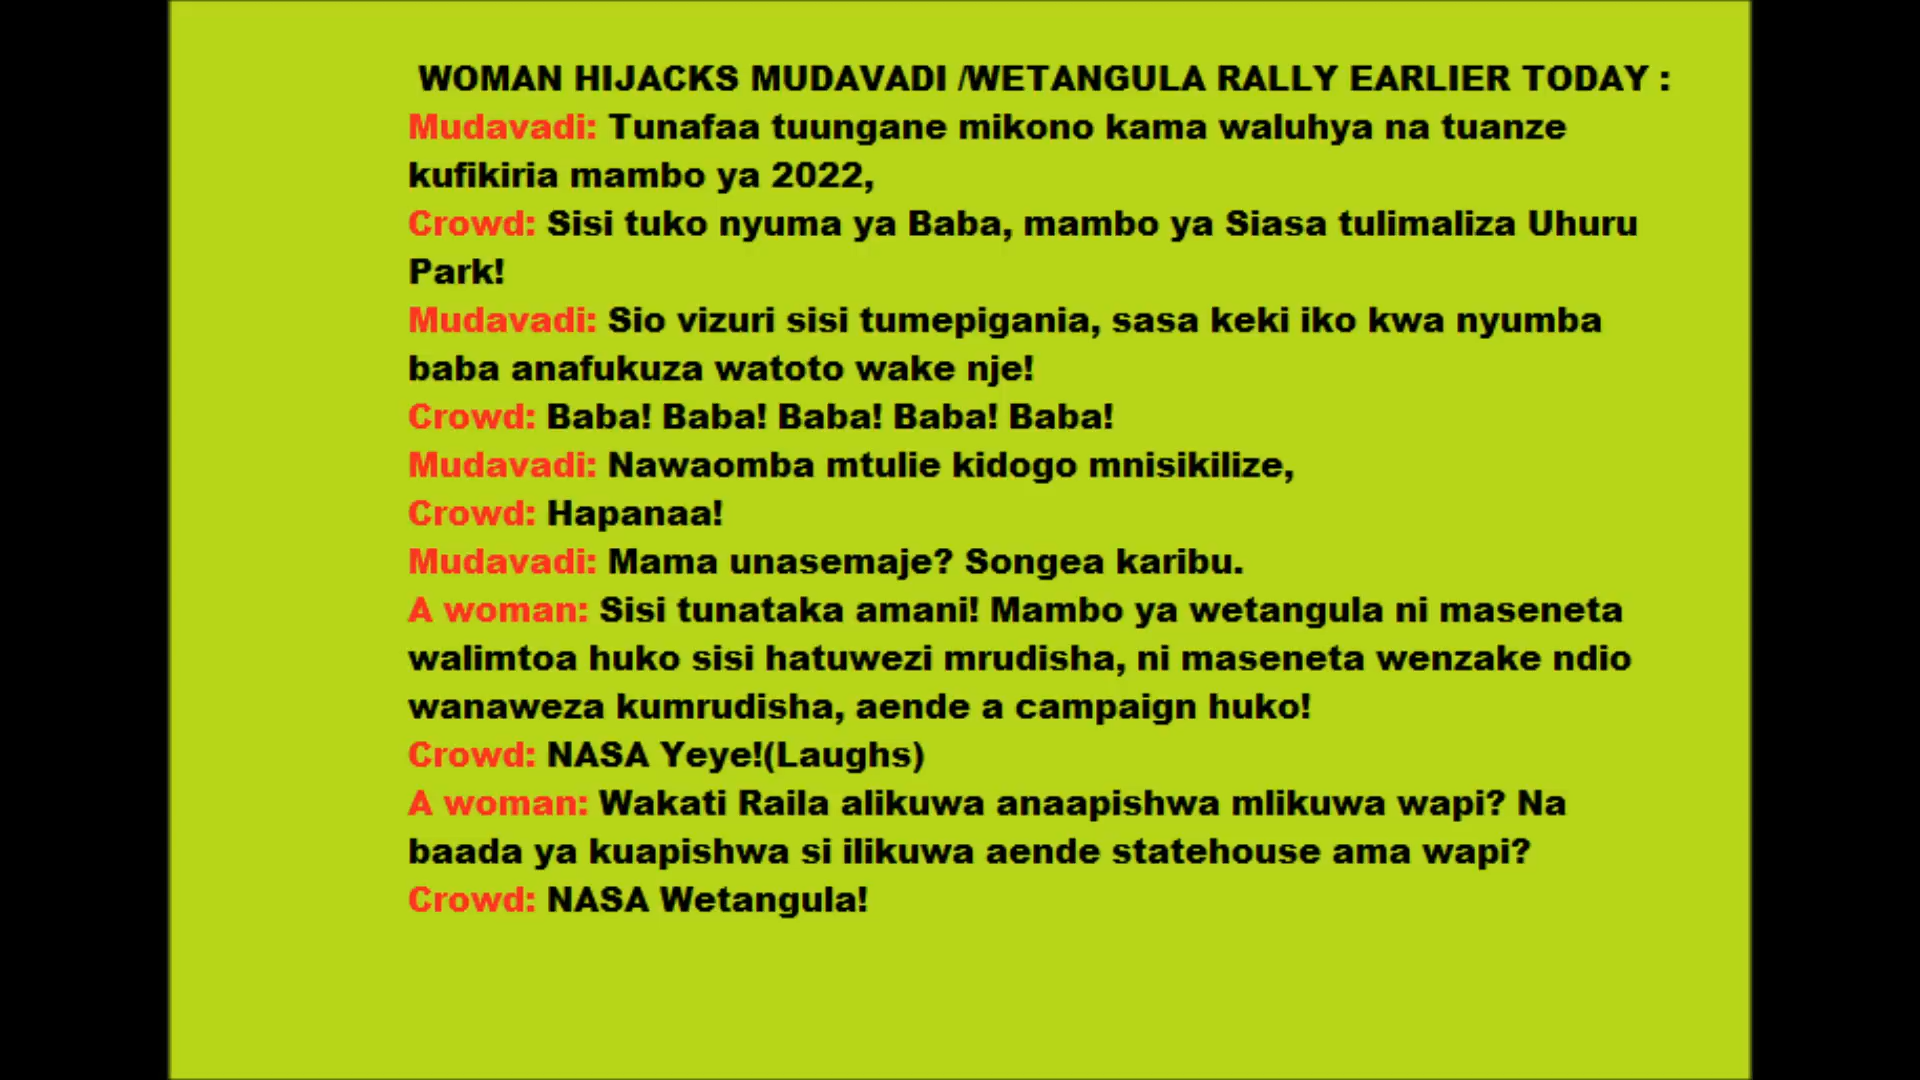 WOMAN HIJACKS MUDAVADI /WETANGULA RALLY EARLIER TODAY :
Mudavadi: Tunafaa tuungane mikono kama waluhya na tuanze
kufikiria mambo ya 2022,
Crowd: Sisi tuko nyuma ya Baba, mambo ya Siasa tulimaliza Uhuru
Park!
Mudavadi: Sio vizuri sisi tumepigania, sasa keki iko kwa nyumba
baba anafukuza watoto wake nje!
Crowd: Baba! Baba! Baba! Baba! Baba!
Mudavadi: Nawaomba mtulie kidogo mnisikilize,
Crowd: Hapanaa!
Mudavadi: Mama unasemaje? Songea karibu.
A woman: Sisi tunataka amani! Mambo ya wetangula ni maseneta
walimtoa huko sisi hatuwezi mrudisha, ni maseneta wenzake ndio
wanaweza kumrudisha, aende a campaign huko!
Crowd: NASA Yeye!(Laughs)
A woman: Wakati Raila alikuwa anaapishwa mlikuwa wapi? Na
baada ya kuapishwa si ilikuwa aende statehouse ama wapi?
Crowd: NASA Wetangula!